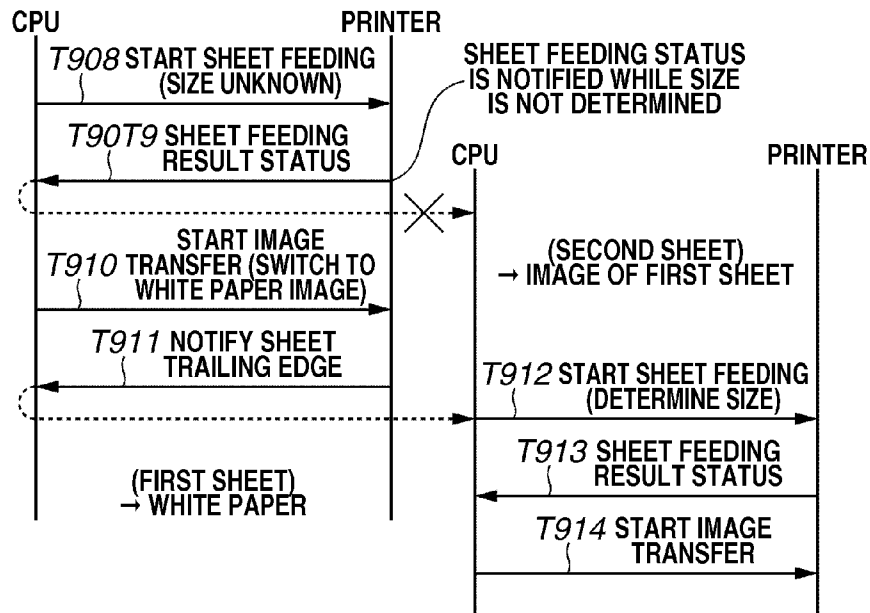 CPU
PRINTER
T908 START SHEET FEEDING
(SIZE UNKNOWN)
SHEET FEEDING STATUS
IS NOTIFIED WHILE SIZE
IS NOT DETERMINED
T90T9 SHEET FEEDING
RESULT STATUS
CPU
PRINTER
START IMAGE
T910 TRANSFER (SWITCH TO
WHITE PAPER IMAGE)
(SECOND SHEET)
→ IMAGE OF FIRST SHEET
T911 NOTIFY SHEET
TRAILING EDGE
T912 START SHEET FEEDING
(DETERMINE SIZE)
T913 SHEET FEEDING
RESULT STATUS
(FIRST SHEET)
→ WHITE PAPER
T914 START IMAGE
TRANSFER